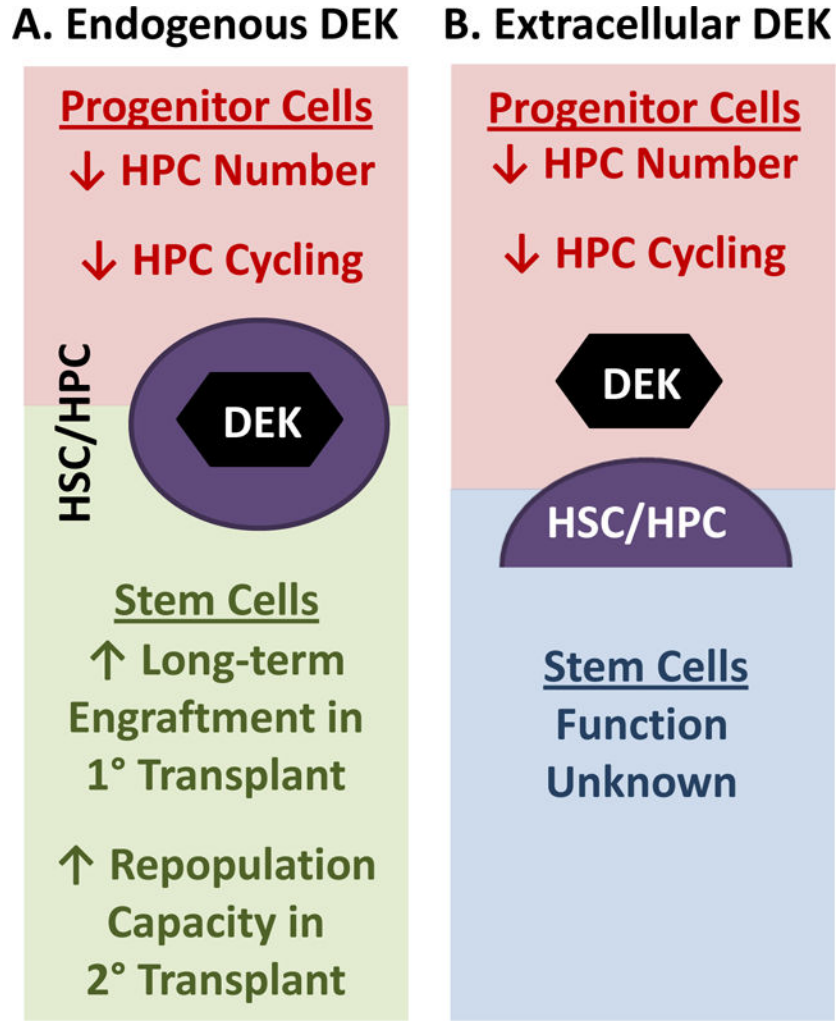 A. Endogenous DEK
Progenitor Cells
↓ HPC Number
↓ HPC Cycling
HSC/HPC
DEK
Stem Cells
↑ Long-term
Engraftment in
1° Transplant
↑ Repopulation
Capacity in
2° Transplant
B. Extracellular DEK
Progenitor Cells
↓ HPC Number
↓ HPC Cycling
DEK
HSC/HPC
Stem Cells
Function
Unknown